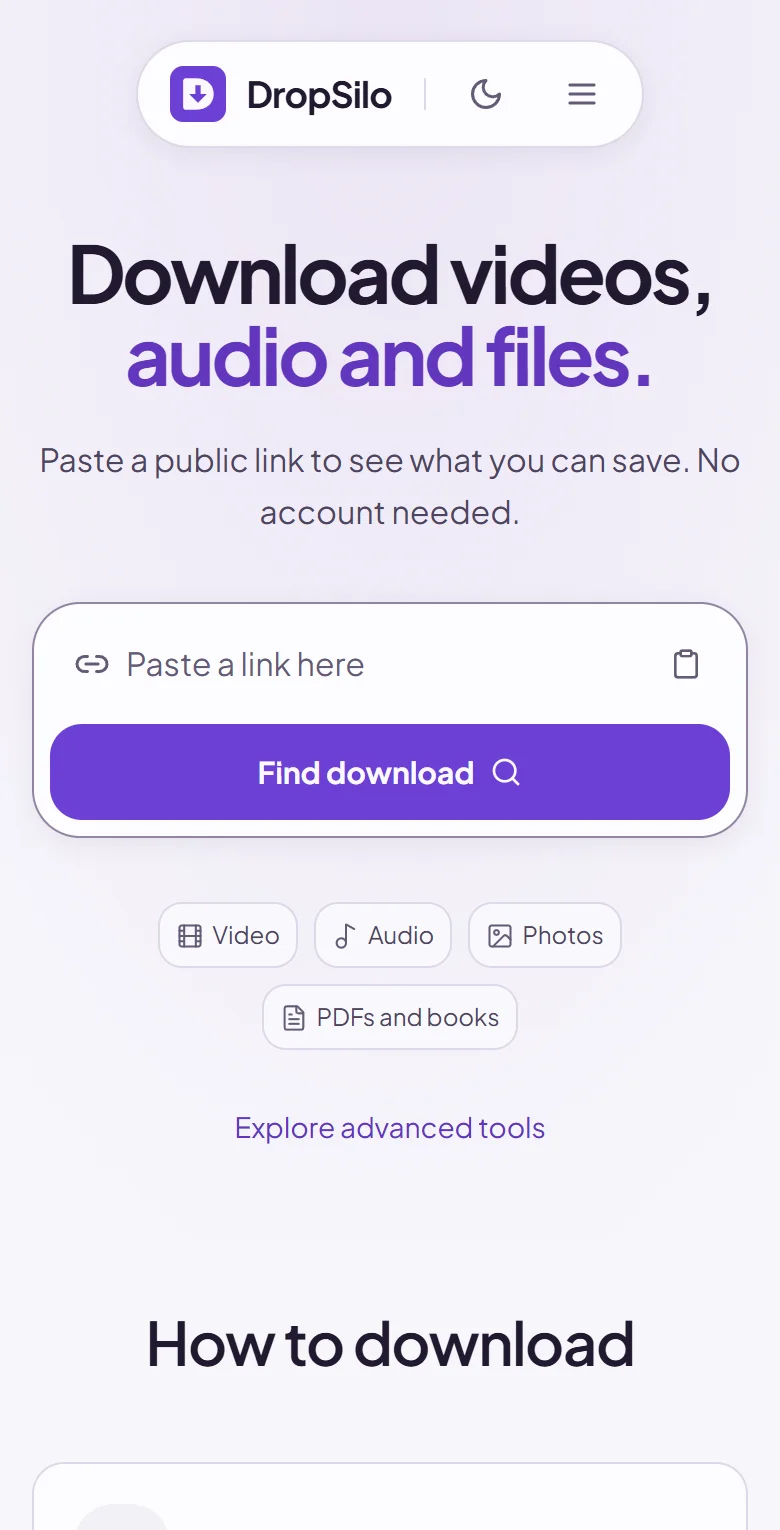 DropSilo
Download videos,
audio and files.
Paste a public link to see what you can save. No
account needed.
Paste a link here
Find download
Video
Audio
Photos
PDFs and books
Explore advanced tools
How to download